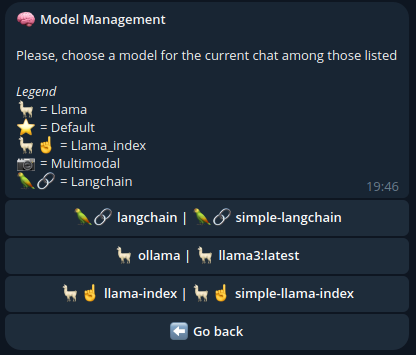 🧠 Model Management
Please, choose a model for the current chat among those listed
Legend
🦙 = Llama
⭐ = Default
🦙☝️ = Llama_index
📸 = Multimodal
🦜🔗 = Langchain
19:46
🦜🔗 langchain | 🦜🔗 simple-langchain
🦙 ollama | 🦙 llama3:latest
🦙☝️ llama-index | 🦙☝️ simple-llama-index
⬅️ Go back